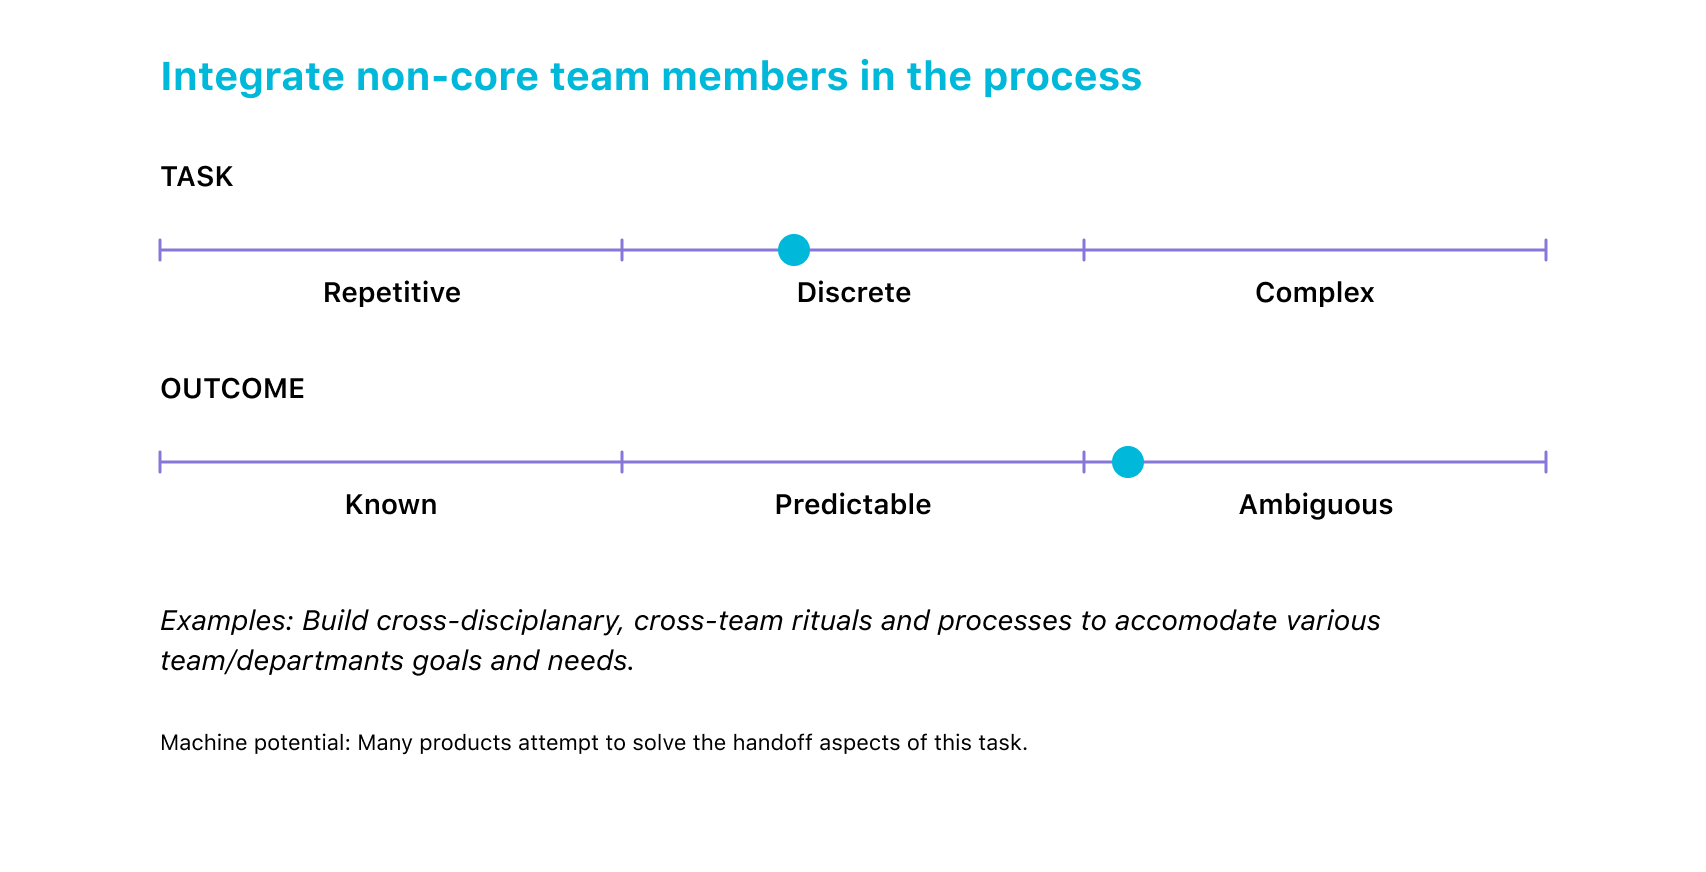 Integrate non-core team members in the process
TASK
Repetitive Discrete Complex
OUTCOME
Known Predictable Ambiguous
Examples: Build cross-disciplanary, cross-team rituals and processes to accomodate various
team/departmants goals and needs.
Machine potential: Many products attempt to solve the handoff aspects of this task.